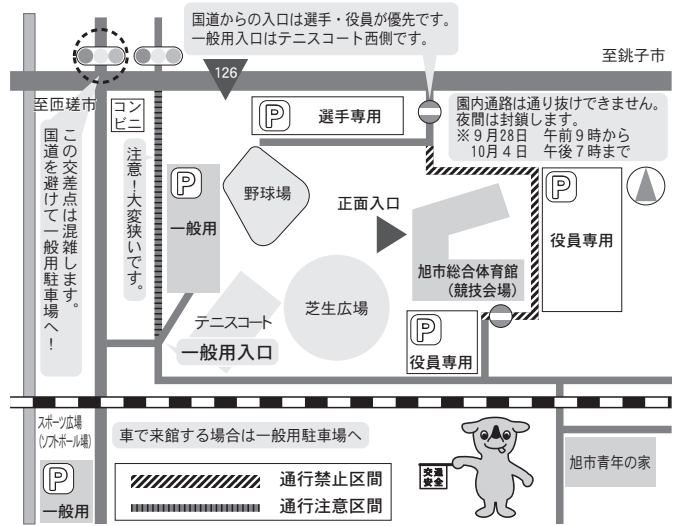 国道からの入口は選手・役員が優先です。
一般用入口はテニスコート西側です。
至銚子市
126
至匝瑳市
コン
ビニ
P
選手専用
園内通路は通り抜けできません。
夜間は封鎖します。
※9月28日 午前9時から
10月4日 午後7時まで
この交差点は混雑します。
国道を避けて一般用駐車場へ!
注意!大変狭いです。
P
一般用
野球場
正面入口
P
役員専用
旭市総合体育館
(競技会場)
芝生広場
テニスコート
一般用入口
P
役員専用
スポーツ広場
(ソフトボール場)
P
一般用
車で来館する場合は一般用駐車場へ
交通
安全
旭市青年の家
通行禁止区間
通行注意区間